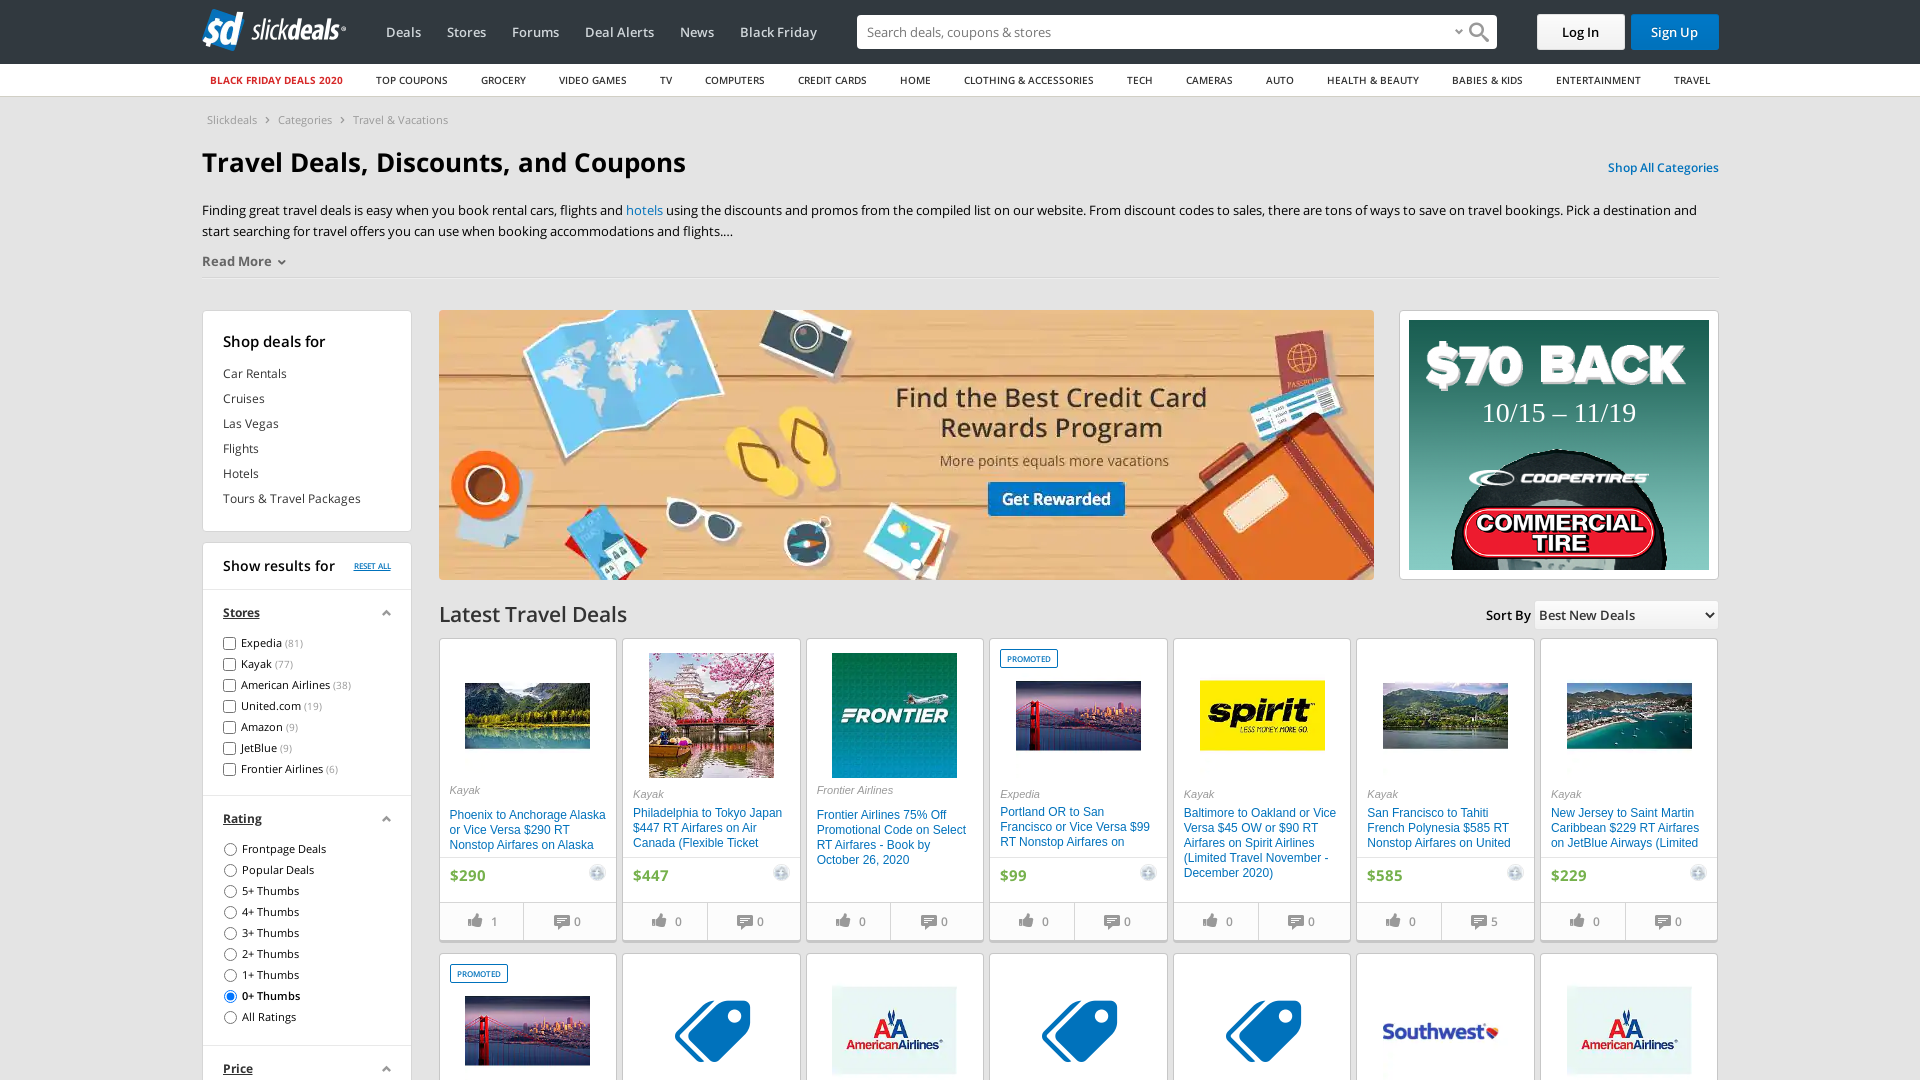 slickdeals
Deals
Stores
Forums
Deal Alerts
News
Black Friday
Search deals, coupons & stores
Log In
Sign Up
BLACK FRIDAY DEALS 2020
TOP COUPONS
GROCERY
VIDEO GAMES
TV
COMPUTERS
CREDIT CARDS
HOME
CLOTHING & ACCESSORIES
TECH
CAMERAS
AUTO
HEALTH & BEAUTY
BABIES & KIDS
ENTERTAINMENT
TRAVEL
Slickdeals > Categories > Travel & Vacations
Travel Deals, Discounts, and Coupons
Shop All Categories
Finding great travel deals is easy when you book rental cars, flights and hotels using the discounts and promos from the compiled list on our website. From discount codes to sales, there are tons of ways to save on travel bookings. Pick a destination and
start searching for travel offers you can use when booking accommodations and flights....
Read More
Shop deals for
Car Rentals
Cruises
Las Vegas
Flights
Hotels
Tours & Travel Packages
Show results for
RESET ALL
Stores
Expedia (81)
Kayak (77)
American Airlines (38)
United.com (19)
Amazon (9)
JetBlue (9)
Frontier Airlines (6)
Rating
Frontpage Deals
Popular Deals
5+ Thumbs
4+ Thumbs
3+ Thumbs
2+ Thumbs
1+ Thumbs
0+ Thumbs
All Ratings
Price
PASSPORT
Find the Best Credit Card
Rewards Program
More points equals more vacations
Get Rewarded
$70 BACK
10/15 – 11/19
COOPERTIRES
COMMERCIAL
TIRE
Latest Travel Deals
Sort By
Best New Deals
Kayak
Phoenix to Anchorage Alaska
or Vice Versa $290 RT
Nonstop Airfares on Alaska
$290
1
0
Kayak
Philadelphia to Tokyo Japan
$447 RT Airfares on Air
Canada (Flexible Ticket
$447
0
0
FRONTIER
Frontier Airlines
Frontier Airlines 75% Off
Promotional Code on Select
RT Airfares - Book by
October 26, 2020
0
0
PROMOTED
Expedia
Portland OR to San
Francisco or Vice Versa $99
RT Nonstop Airfares on
$99
0
0
spirit
LESS MONEY. MORE GO.
Kayak
Baltimore to Oakland or Vice
Versa $45 OW or $90 RT
Airfares on Spirit Airlines
(Limited Travel November -
December 2020)
0
0
Kayak
San Francisco to Tahiti
French Polynesia $585 RT
Nonstop Airfares on United
$585
0
5
Kayak
New Jersey to Saint Martin
Caribbean $229 RT Airfares
on JetBlue Airways (Limited
$229
0
0
PROMOTED
AA
AmericanAirlines
Southwest
AA
AmericanAirlines